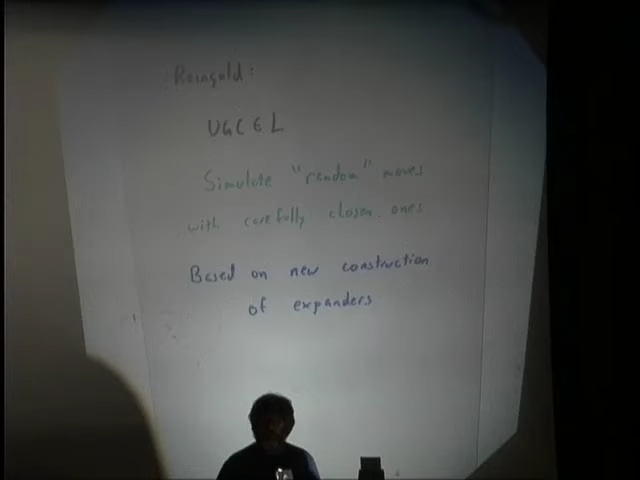 Reingold:
UGC ∈ L
Simulate "random" moves
with carefully chosen ones
Based on new construction
of expanders